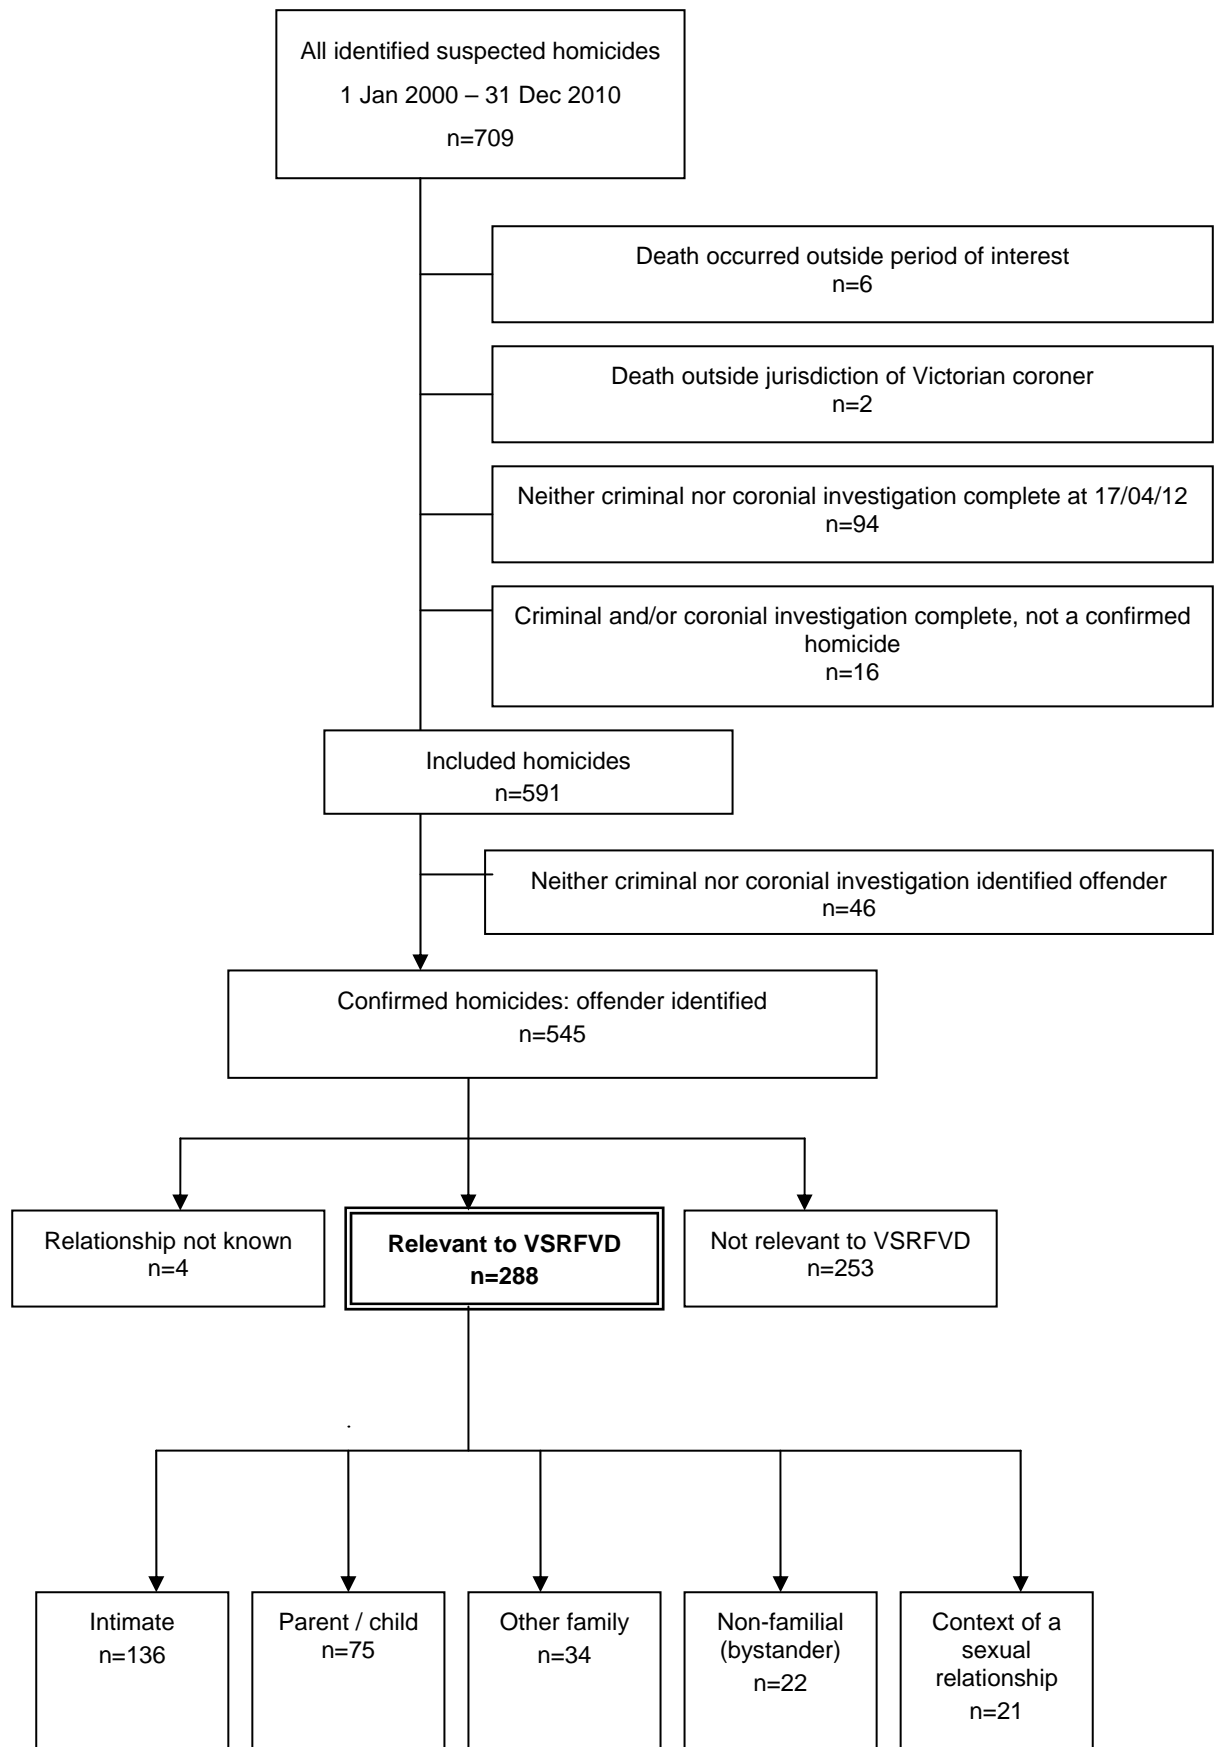 All identified suspected homicides
1 Jan 2000 – 31 Dec 2010
n=709
Death occurred outside period of interest
n=6
Death outside jurisdiction of Victorian coroner
n=2
Neither criminal nor coronial investigation complete at 17/04/12
n=94
Criminal and/or coronial investigation complete, not a confirmed
homicide
n=16
Included homicides
n=591
Neither criminal nor coronial investigation identified offender
n=46
Confirmed homicides: offender identified
n=545
Relationship not known
n=4
Relevant to VSRFVD
n=288
Not relevant to VSRFVD
n=253
Intimate
n=136
Parent / child
n=75
Other family
n=34
Non-familial
(bystander)
n=22
Context of a
sexual
relationship
n=21